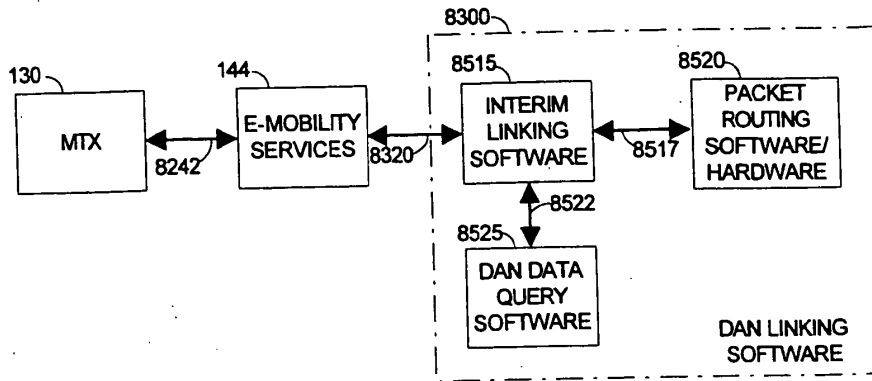 8300
130
MTX
8242
144
E-MOBILITY
SERVICES
8320
8515
INTERIM
LINKING
SOFTWARE
8517
8520
PACKET
ROUTING
SOFTWARE/
HARDWARE
8522
8525
DAN DATA
QUERY
SOFTWARE
DAN LINKING
SOFTWARE